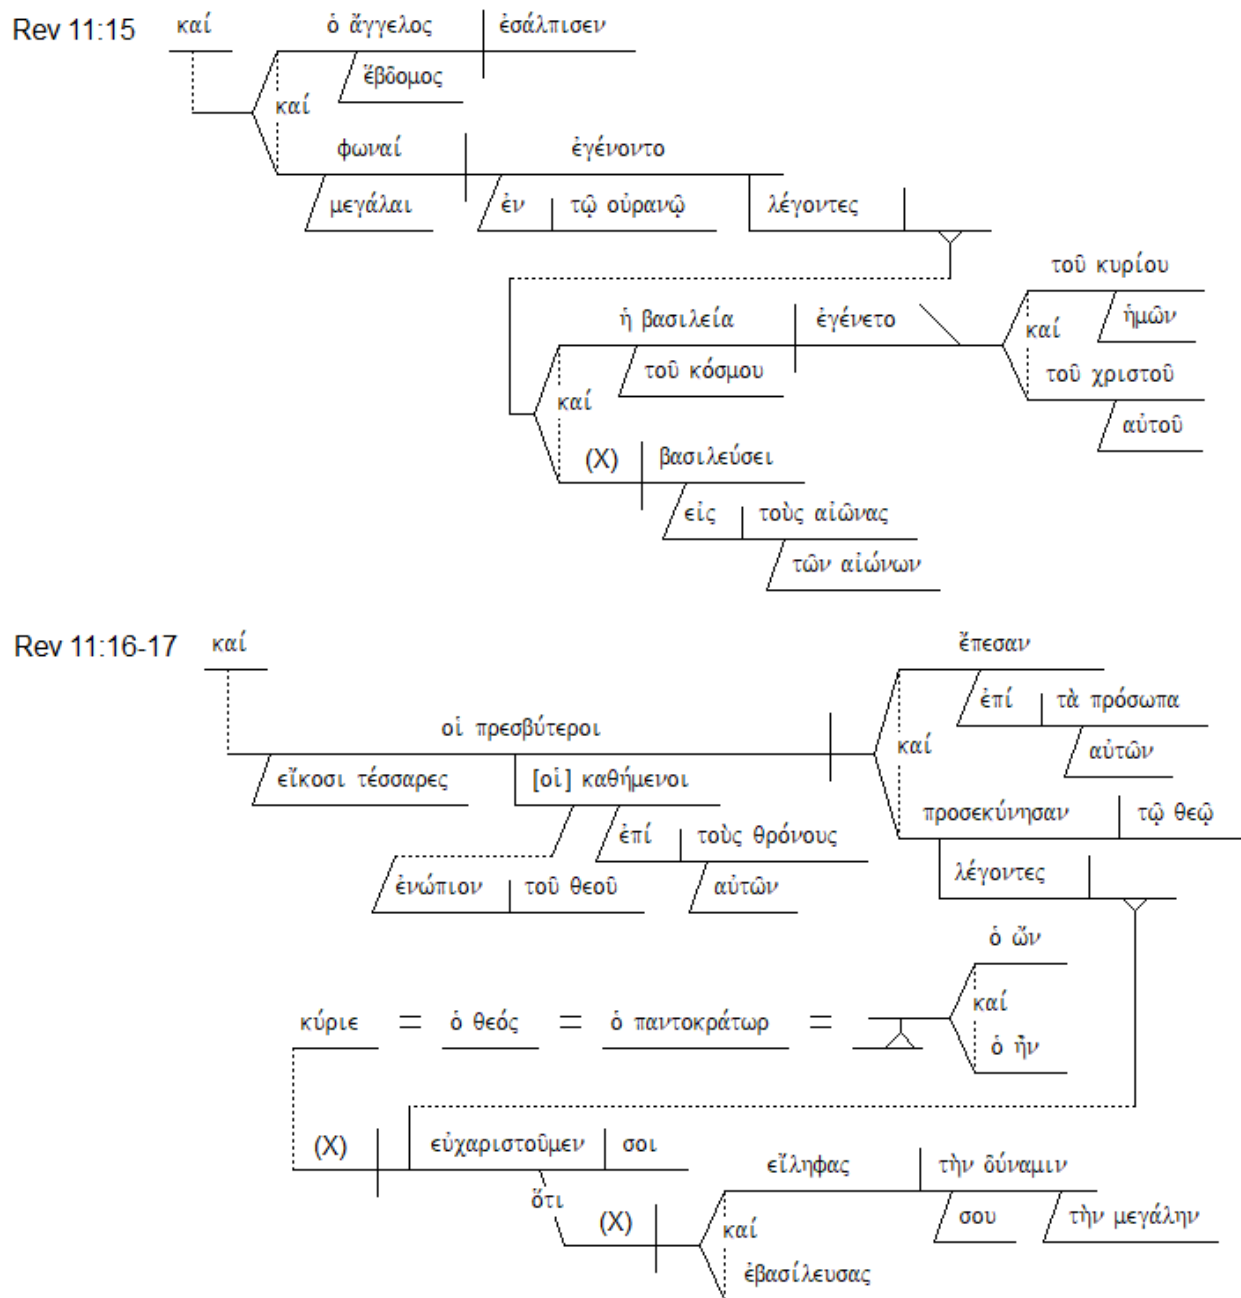 Rev 11:15 καί ὁ ἄγγελος ἐσάλπισεν
ἕβδομος
καί
φωναί ἐγένοντο
μεγάλαι ἐν τῷ οὐρανῷ λέγοντες
τοῦ κυρίου
ἡ βασιλεία ἐγένετο καί ἡμῶν
τοῦ κόσμου τοῦ χριστοῦ
καί αὐτοῦ
(X) βασιλεύσει
εἰς τοὺς αἰῶνας
τῶν αἰώνων
Rev 11:16-17 καί ἔπεσαν
ἐπί τὰ πρόσωπα
οἱ πρεσβύτεροι καί αὐτῶν
εἴκοσι τέσσαρες [οἱ] καθήμενοι
προσεκύνησαν τῷ θεῷ
ἐπί τοὺς θρόνους
λέγοντες
ἐνώπιον τοῦ θεοῦ αὐτῶν
ὁ ὤν
καί
κύριε = ὁ θεός = ὁ παντοκράτωρ =
ὁ ἦν
(X) εὐχαριστοῦμεν σοι
εἴληφας τὴν δύναμιν
ὅτι
(X) καί σου τὴν μεγάλην
ἐβασίλευσας